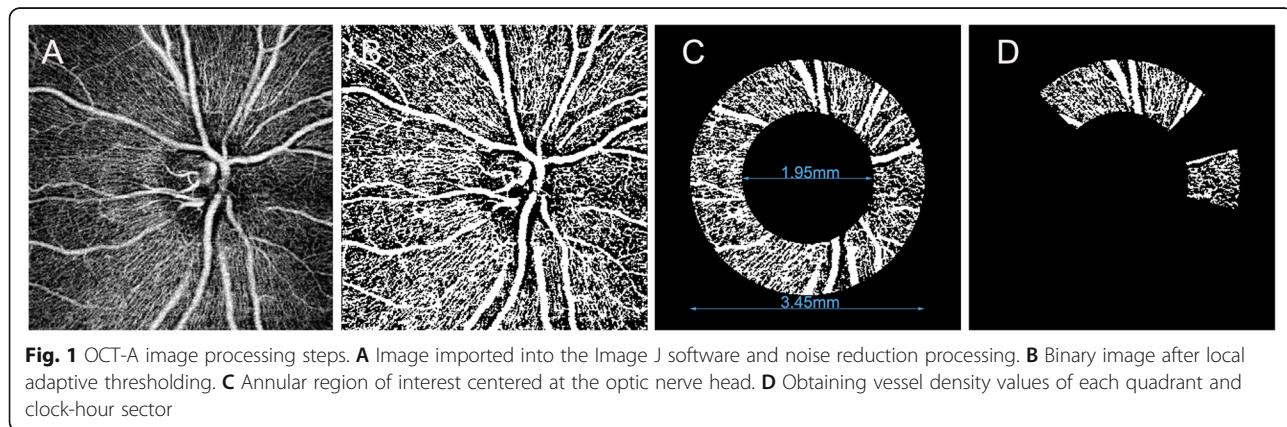 A
B
C
D
1.95mm
3.45mm
Fig. 1 OCT-A image processing steps. A Image imported into the Image J software and noise reduction processing. B Binary image after local
adaptive thresholding. C Annular region of interest centered at the optic nerve head. D Obtaining vessel density values of each quadrant and
clock-hour sector